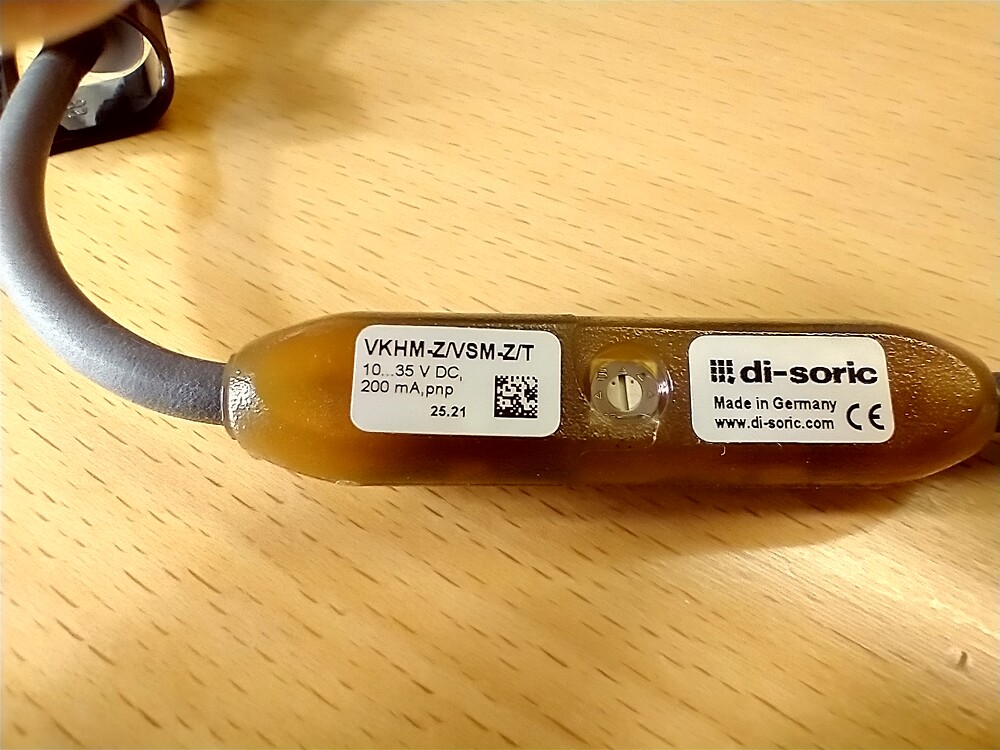 VKHM-Z/VSM-Z/T
10...35 V DC,
200 mA,pnp
25.21
di-soric
Made in Germany
www.di-soric.com CE